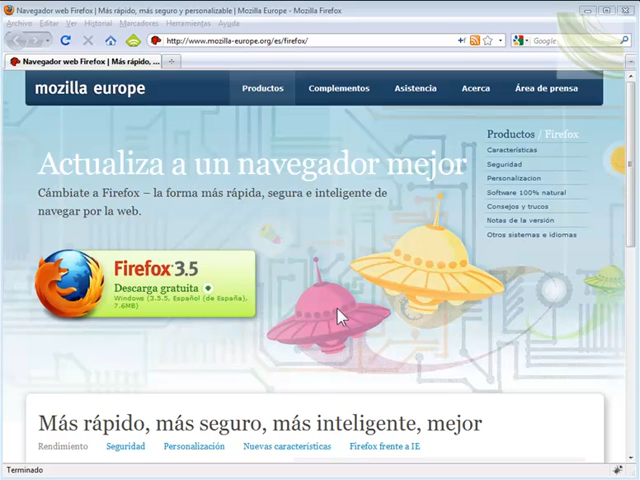 Navegador web Firefox | Más rápido, más seguro y personalizable | Mozilla Europe - Mozilla Firefox
Archivo Editar Ver Historial Marcadores Herramientas Ayuda
http://www.mozilla-europe.org/es/firefox/
Google
Navegador web Firefox | Más rápido, ...
mozilla europe
Productos Complementos Asistencia Acerca Área de prensa
Productos / Firefox
Características
Seguridad
Personalizacion
Software 100% natural
Consejos y trucos
Notas de la versión
Otros sistemas e idiomas
Actualiza a un navegador mejor
Cámbiate a Firefox – la forma más rápida, segura e inteligente de
navegar por la web.
Firefox 3.5
Descarga gratuita
Windows (3.5.5, Español (de España),
7.6MB)
Más rápido, más seguro, más inteligente, mejor
Rendimiento Seguridad Personalización Nuevas características Firefox frente a IE
Terminado